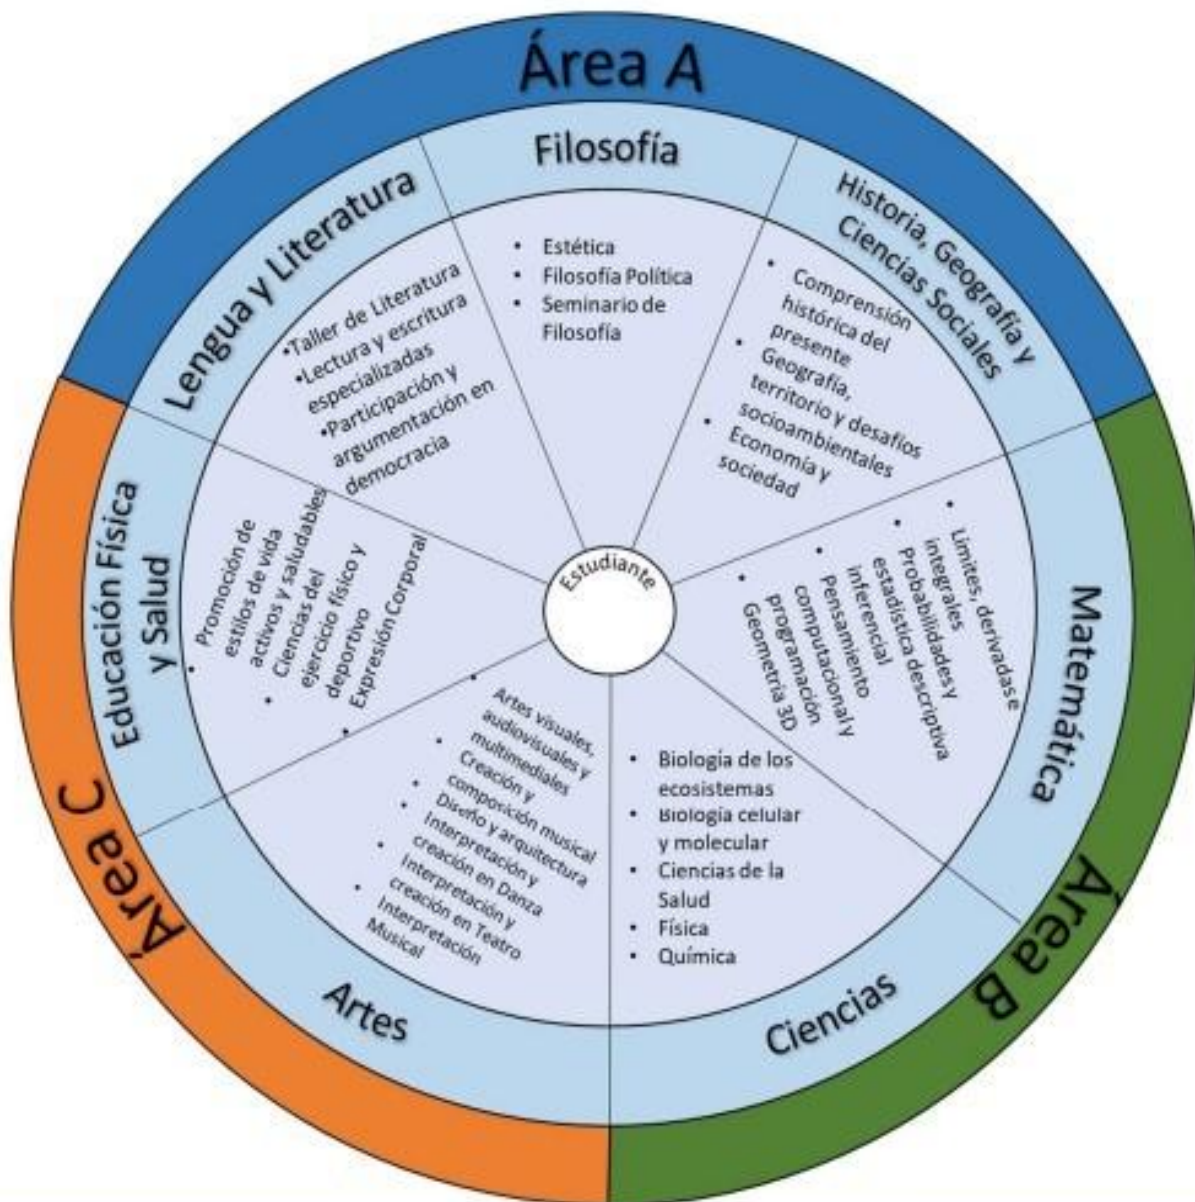 Área A
Filosofía
• Estética
• Filosofía Política
• Seminario de
Filosofía
Historia, Geografía y
Ciencias Sociales
• Comprensión
histórica del
presente
• Geografía,
territorio y desafíos
socioambientales
• Economía y
sociedad
Área B
Matemática
• Limites, derivadas e
integrales
• Probabilidades y
estadística descriptiva
inferencial
• Pensamiento
computacional y
programación
• Geometría 3D
Ciencias
• Biología de los
ecosistemas
• Biología celular
y molecular
• Ciencias de la
Salud
• Física
• Química
Área C
Artes
• Artes visuales,
audiovisuales y
multimediales
• Creación y
composición musical
• Diseño y arquitectura
• Interpretación y
creación en Danza
• Interpretación y
creación en Teatro
• Interpretación
Musical
Educación Física
y Salud
• Promoción de
estilos de vida
activos y saludables
• Ciencias del
ejercicio físico y
deportivo
• Expresión Corporal
Lengua y Literatura
•Taller de Literatura
•Lectura y escritura
especializadas
•Participación y
argumentación en
democracia
Estudiante